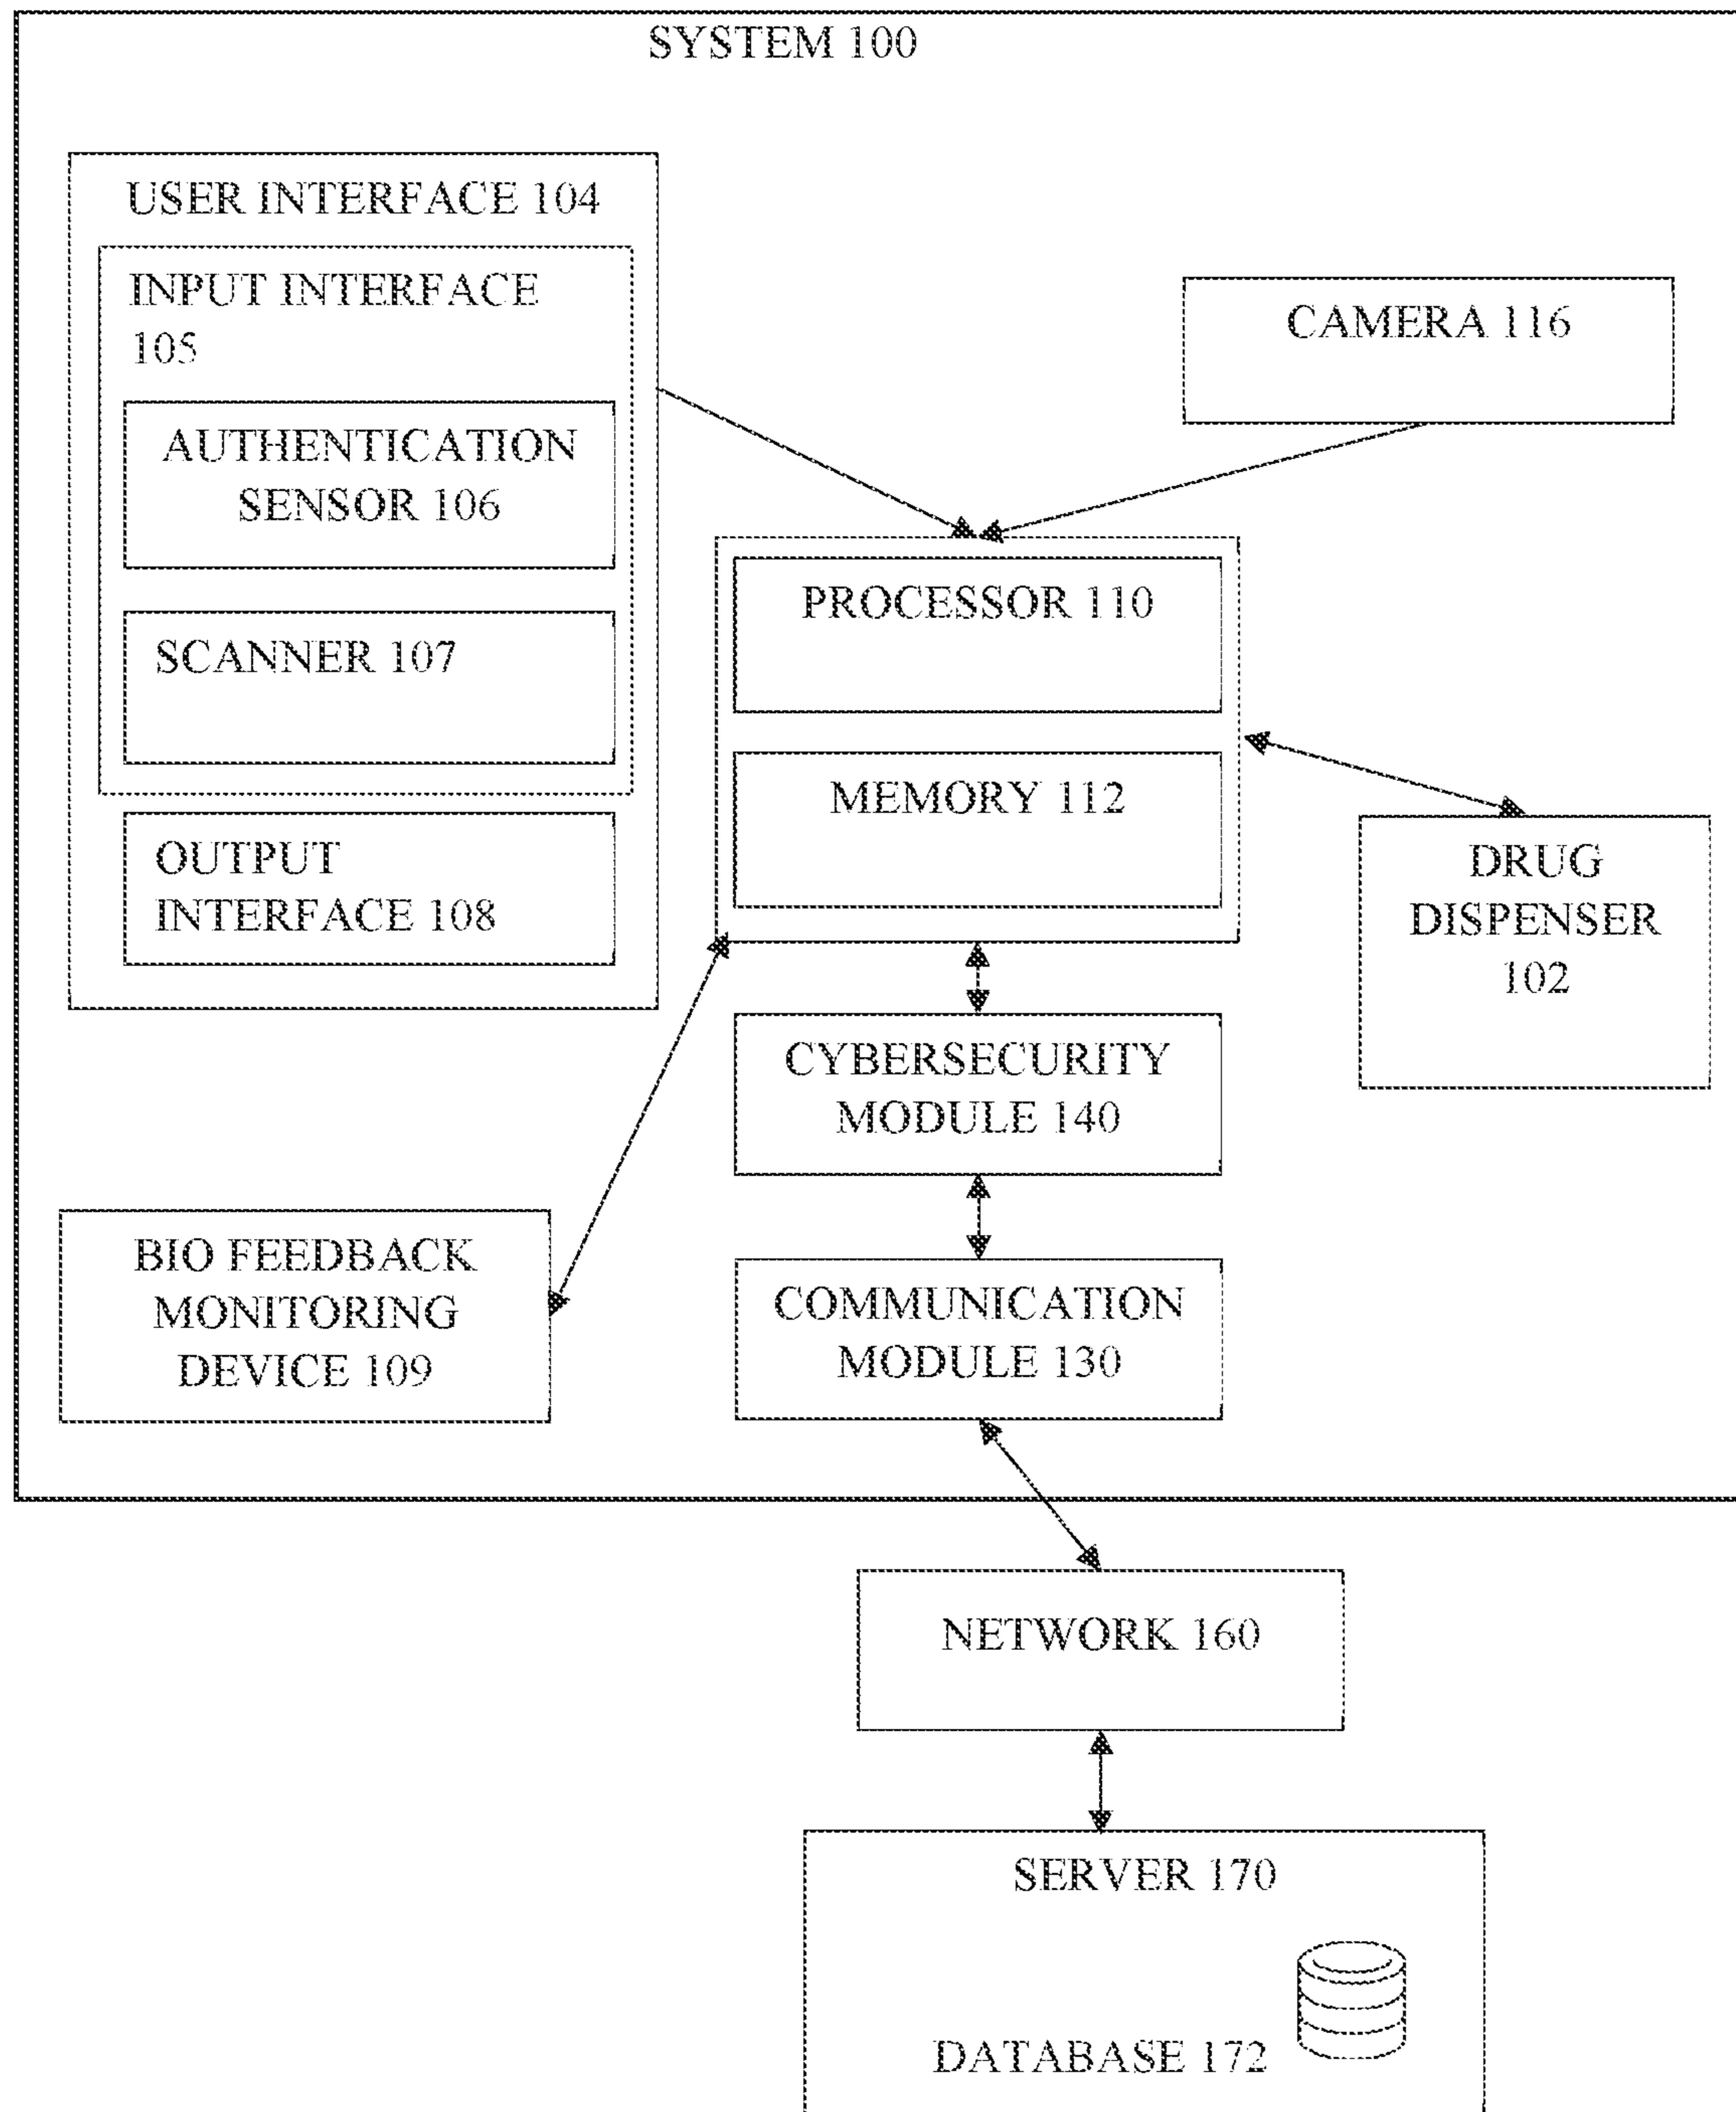 SYSTEM 100
USER INTERFACE 104
INPUT INTERFACE
105
AUTHENTICATION
SENSOR 106
SCANNER 107
OUTPUT
INTERFACE 108
CAMERA 116
PROCESSOR 110
MEMORY 112
DRUG
DISPENSER
102
CYBERSECURITY
MODULE 140
BIO FEEDBACK
MONITORING
DEVICE 109
COMMUNICATION
MODULE 130
NETWORK 160
SERVER 170
DATABASE 172